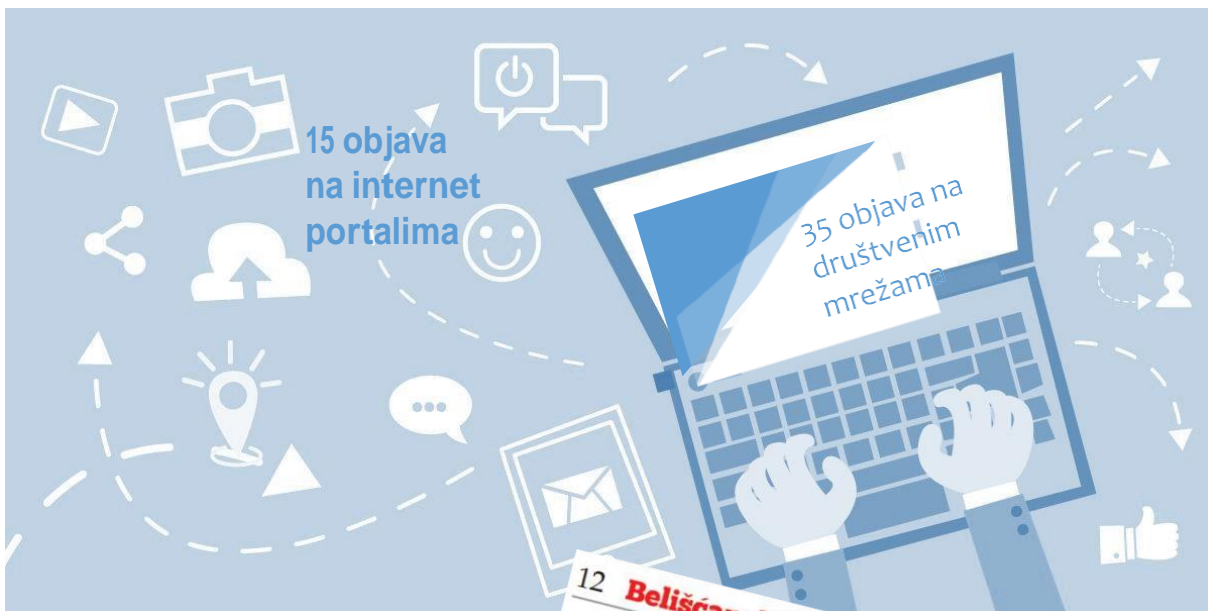 15 objava
na internet
portalima
35 objava na
društvenim
mrežama
12